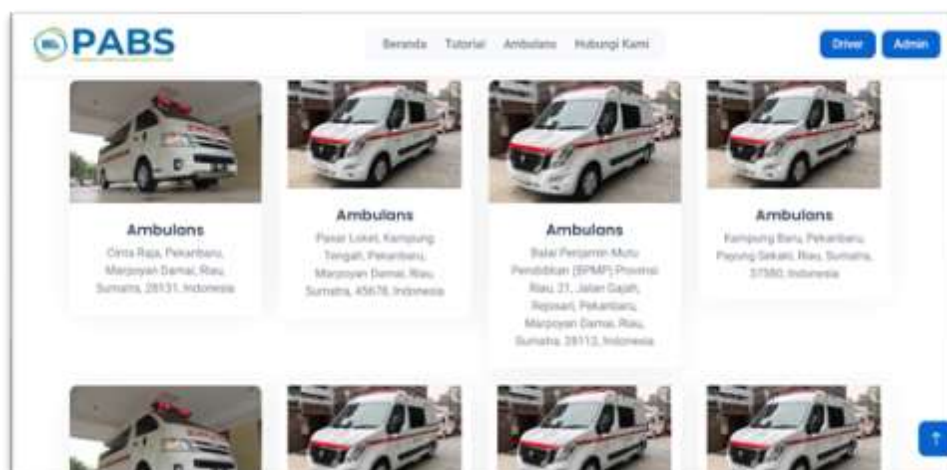 PABS
Beranda Tutorial Ambulans Hubungi Kami
Driver Admin
Ambulans
Cinta Raja, Pekanbaru,
Marpoyan Damai, Riau,
Sumatra, 28131, Indonesia
Ambulans
Pasar Loket, Kampung
Tengah, Pekanbaru,
Marpoyan Damai, Riau,
Sumatra, 45678, Indonesia
Ambulans
Balai Penjamin Mutu
Pendidikan (BPMP) Provinsi
Riau, 21, Jalan Gajah,
Rejosari, Pekanbaru,
Marpoyan Damai, Riau,
Sumatra, 28112, Indonesia
Ambulans
Kampung Baru, Pekanbaru,
Payung Sekaki, Riau, Sumatra,
37580, Indonesia